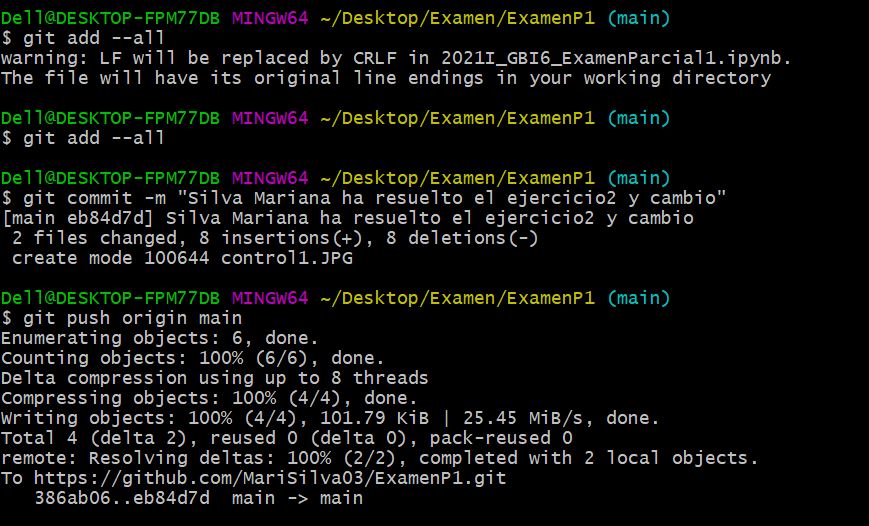 Dell@DESKTOP-FPM77DB MINGW64 ~/Desktop/Examen/ExamenP1 (main)
$ git add --all
warning: LF will be replaced by CRLF in 2021I_GBI6_ExamenParcial1.ipynb.
The file will have its original line endings in your working directory
Dell@DESKTOP-FPM77DB MINGW64 ~/Desktop/Examen/ExamenP1 (main)
$ git add --all
Dell@DESKTOP-FPM77DB MINGW64 ~/Desktop/Examen/ExamenP1 (main)
$ git commit -m "Silva Mariana ha resuelto el ejercicio2 y cambio"
[main eb84d7d] Silva Mariana ha resuelto el ejercicio2 y cambio
 2 files changed, 8 insertions(+), 8 deletions(-)
 create mode 100644 control1.JPG
Dell@DESKTOP-FPM77DB MINGW64 ~/Desktop/Examen/ExamenP1 (main)
$ git push origin main
Enumerating objects: 6, done.
Counting objects: 100% (6/6), done.
Delta compression using up to 8 threads
Compressing objects: 100% (4/4), done.
Writing objects: 100% (4/4), 101.79 KiB | 25.45 MiB/s, done.
Total 4 (delta 2), reused 0 (delta 0), pack-reused 0
remote: Resolving deltas: 100% (2/2), completed with 2 local objects.
To https://github.com/MariSilva03/ExamenP1.git
   386ab06..eb84d7d  main -> main